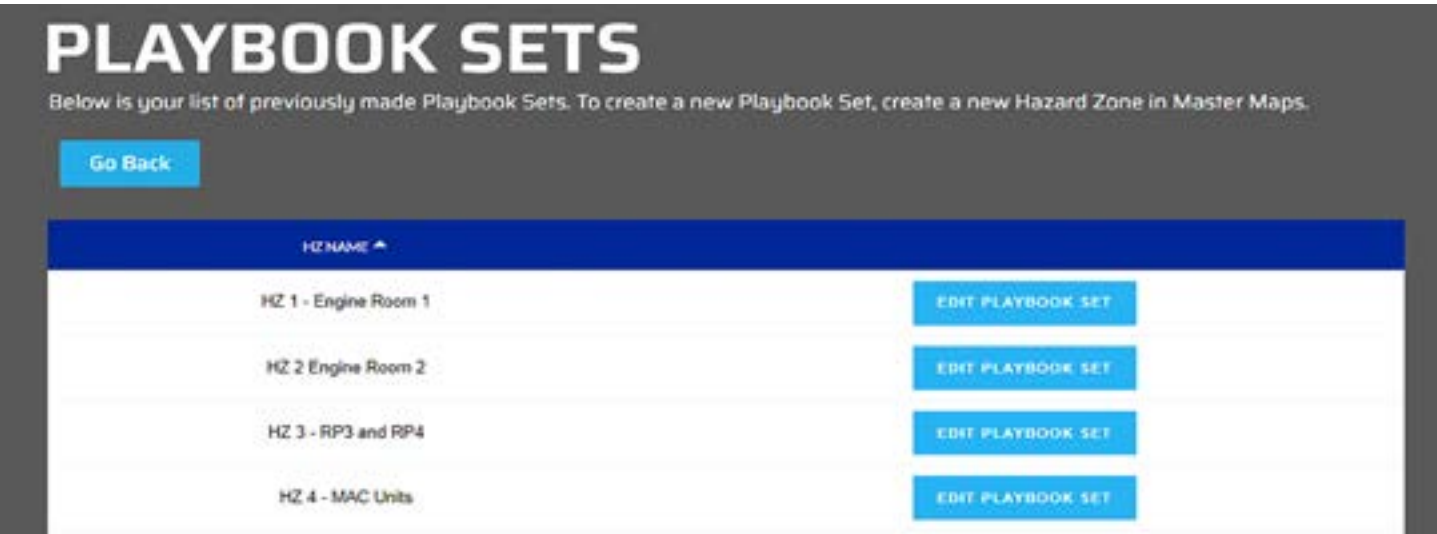 PLAYBOOK SETS
Below is your list of previously made Playbook Sets. To create a new Playbook Set, create a new Hazard Zone in Master Maps.
Go Back
HZ NAME
HZ 1 - Engine Room 1 EDIT PLAYBOOK SET
HZ 2 Engine Room 2 EDIT PLAYBOOK SET
HZ 3 - RP3 and RP4 EDIT PLAYBOOK SET
HZ 4 - MAC Units EDIT PLAYBOOK SET